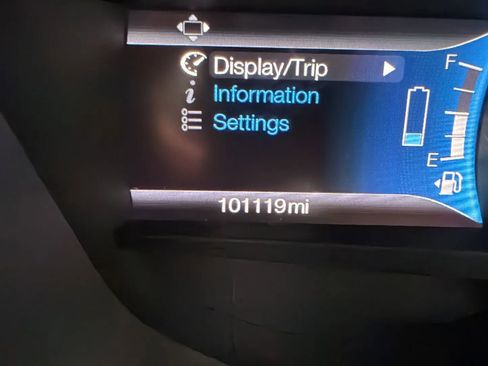 Display/Trip
F
Information
Settings
E
101119mi